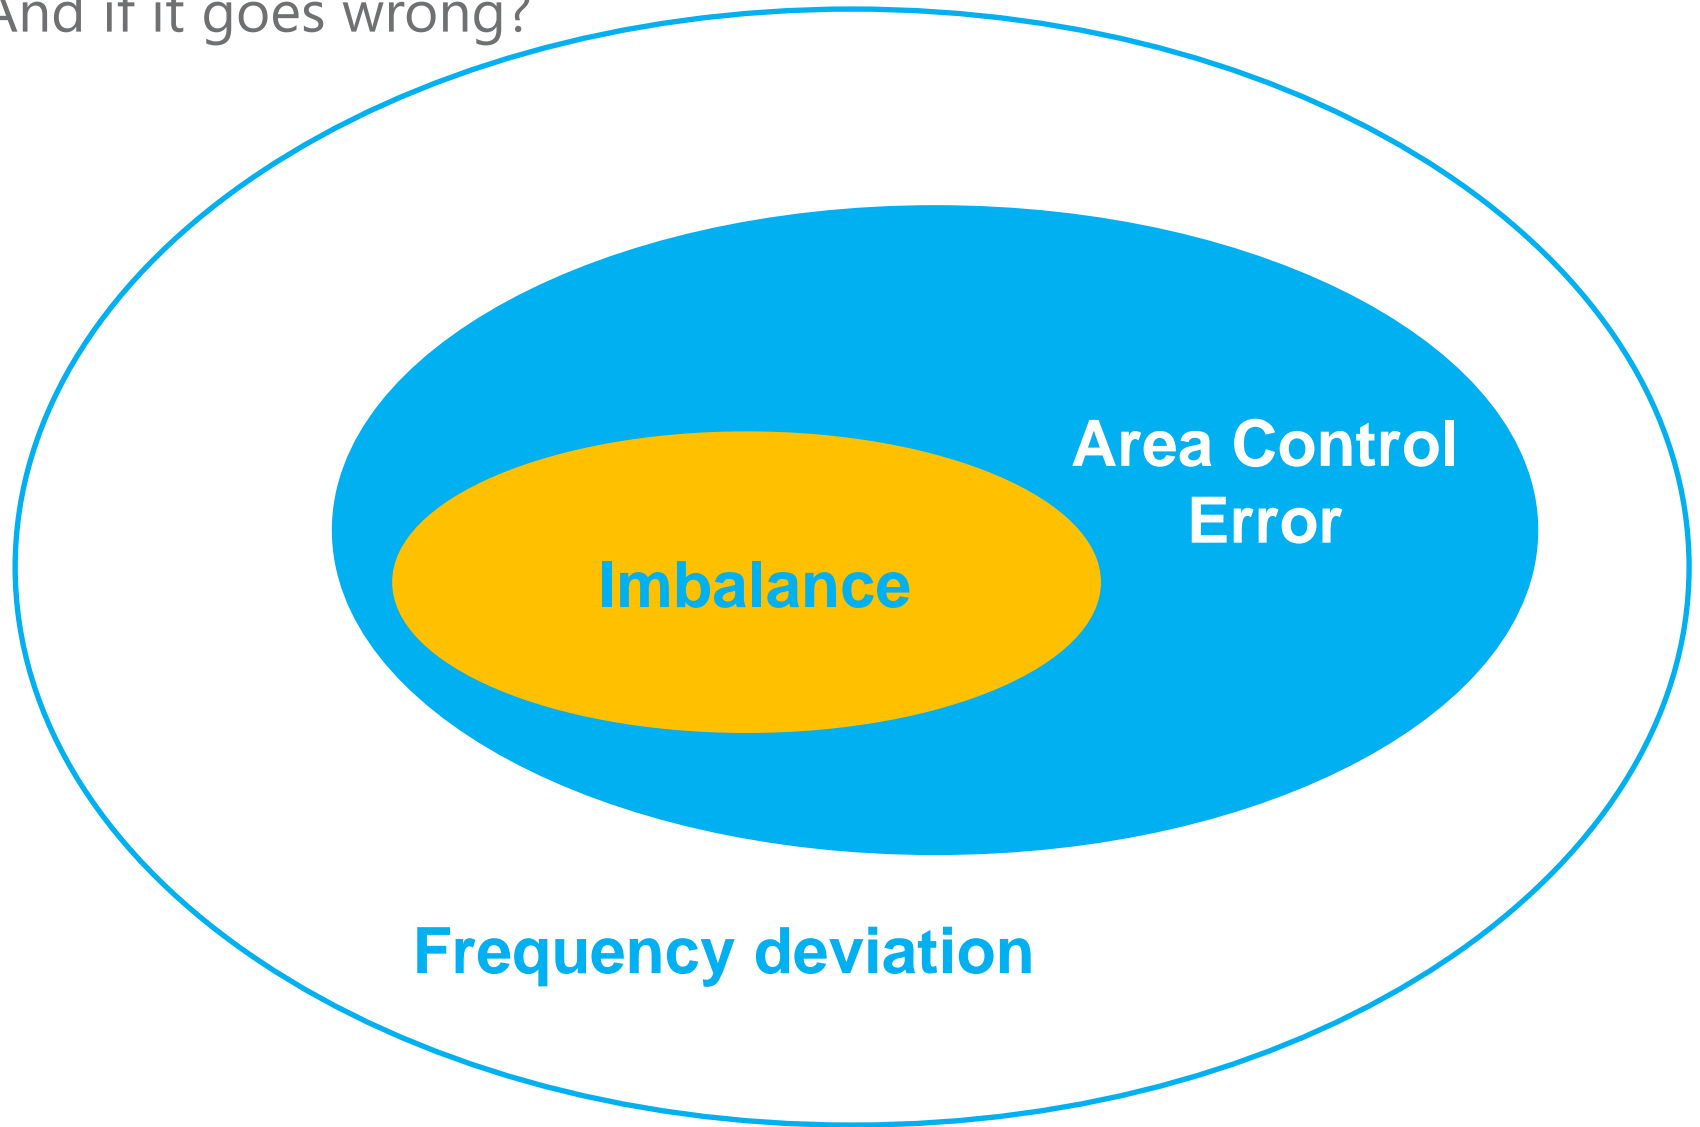 And if it goes wrong?
Area Control
Error
Imbalance
Frequency deviation